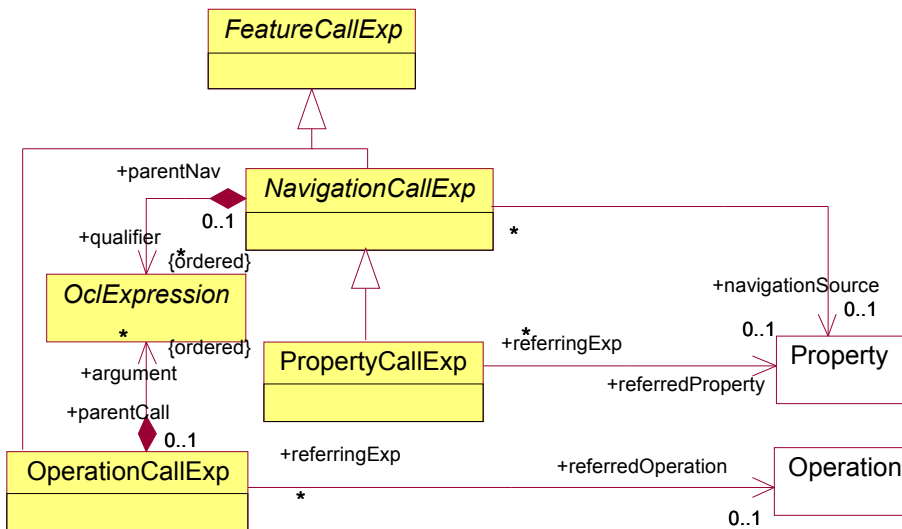 FeatureCallExp
+parentNav
NavigationCallExp
0..1
*
+qualifier
*
{ordered}
OclExpression
+navigationSource
0..1
*
{ordered}
*
+referringExp
0..1
Property
PropertyCallExp
+argument
+referredProperty
+parentCall
0..1
OperationCallExp
+referringExp
+referredOperation
Operation
*
0..1